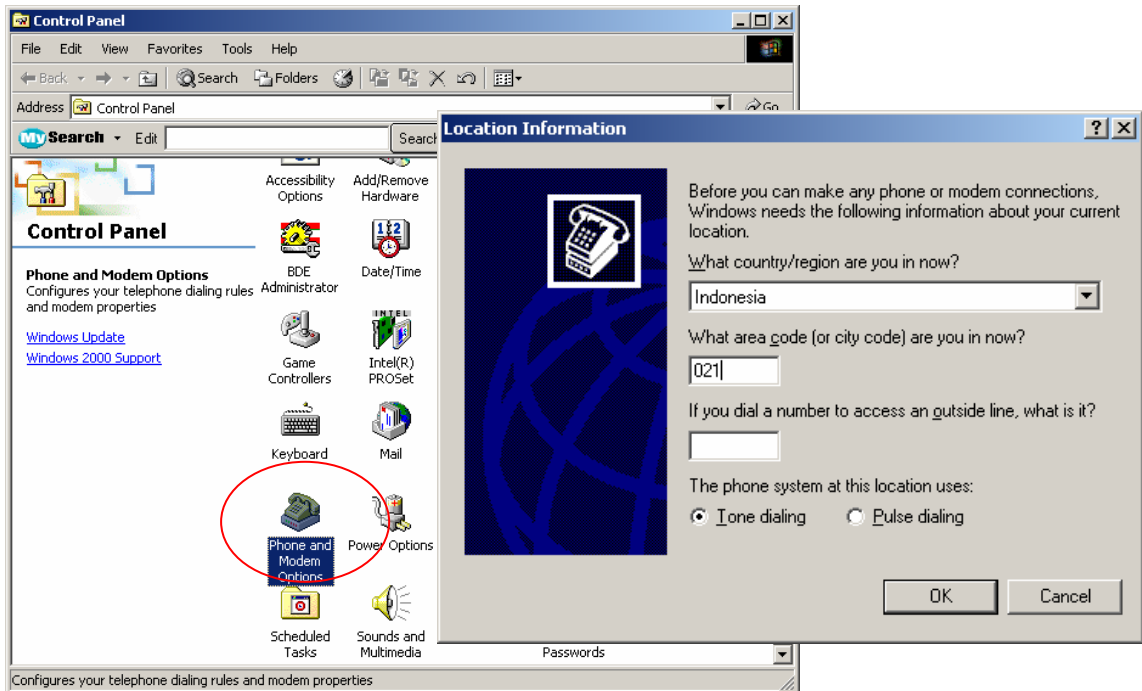 Control Panel
File Edit View Favorites Tools Help
Back Search Folders
Address Control Panel Go
My Search Edit Search
Control Panel
Phone and Modem Options
Configures your telephone dialing rules
and modem properties
Windows Update
Windows 2000 Support
Accessibility
Options
Add/Remove
Hardware
BDE
Administrator
Date/Time
Game
Controllers
INTEL
Intel(R)
PROSet
Keyboard
Mail
Phone and
Modem
Options
Power Options
Scheduled
Tasks
Sounds and
Multimedia
Passwords
Configures your telephone dialing rules and modem properties
Location Information
Before you can make any phone or modem connections,
Windows needs the following information about your current
location.
What country/region are you in now?
Indonesia
What area code (or city code) are you in now?
021
If you dial a number to access an outside line, what is it?
The phone system at this location uses:
Tone dialing Pulse dialing
OK Cancel